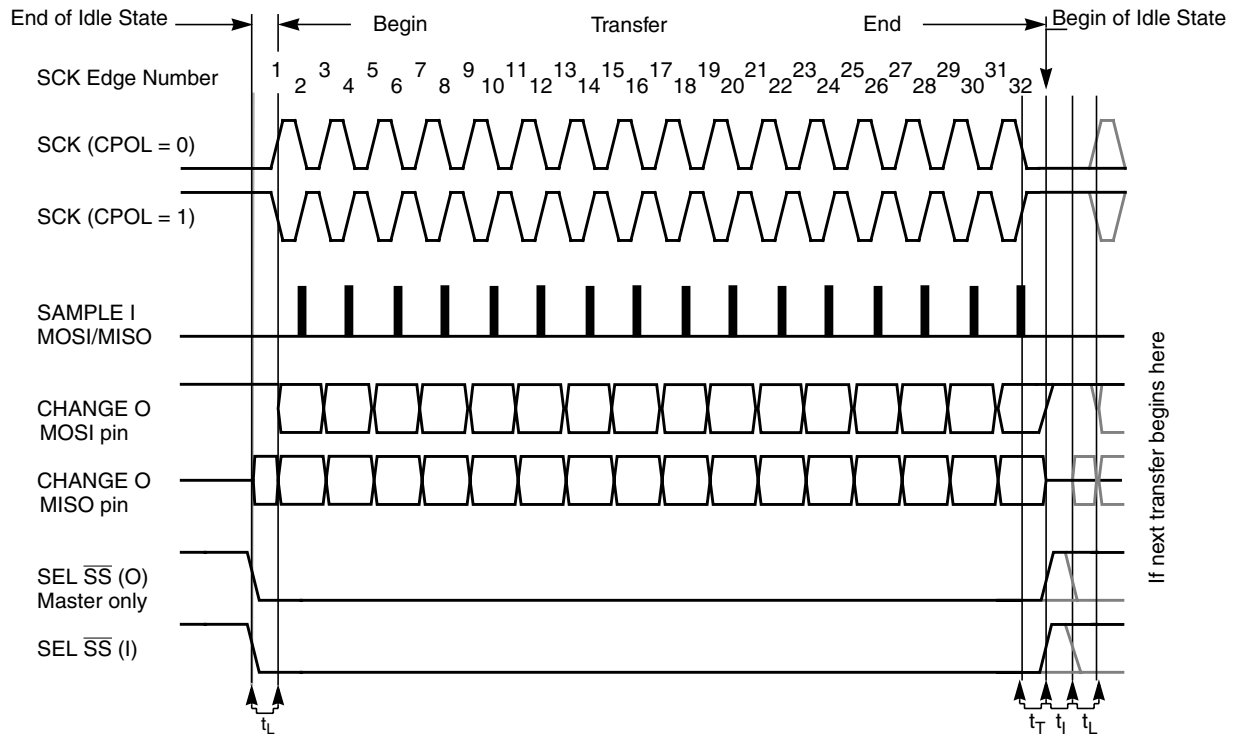 End of Idle State
Begin
Transfer
End
Begin of Idle State
SCK Edge Number
1 2 3 4 5 6 7 8 9 10 11 12 13 14 15 16 17 18 19 20 21 22 23 24 25 26 27 28 29 30 31 32
SCK (CPOL = 0)
SCK (CPOL = 1)
SAMPLE I
MOSI/MISO
CHANGE O
MOSI pin
CHANGE O
MISO pin
SEL S̅S̅ (O)
Master only
SEL S̅S̅ (I)
If next transfer begins here
tL
tT
tI
tL